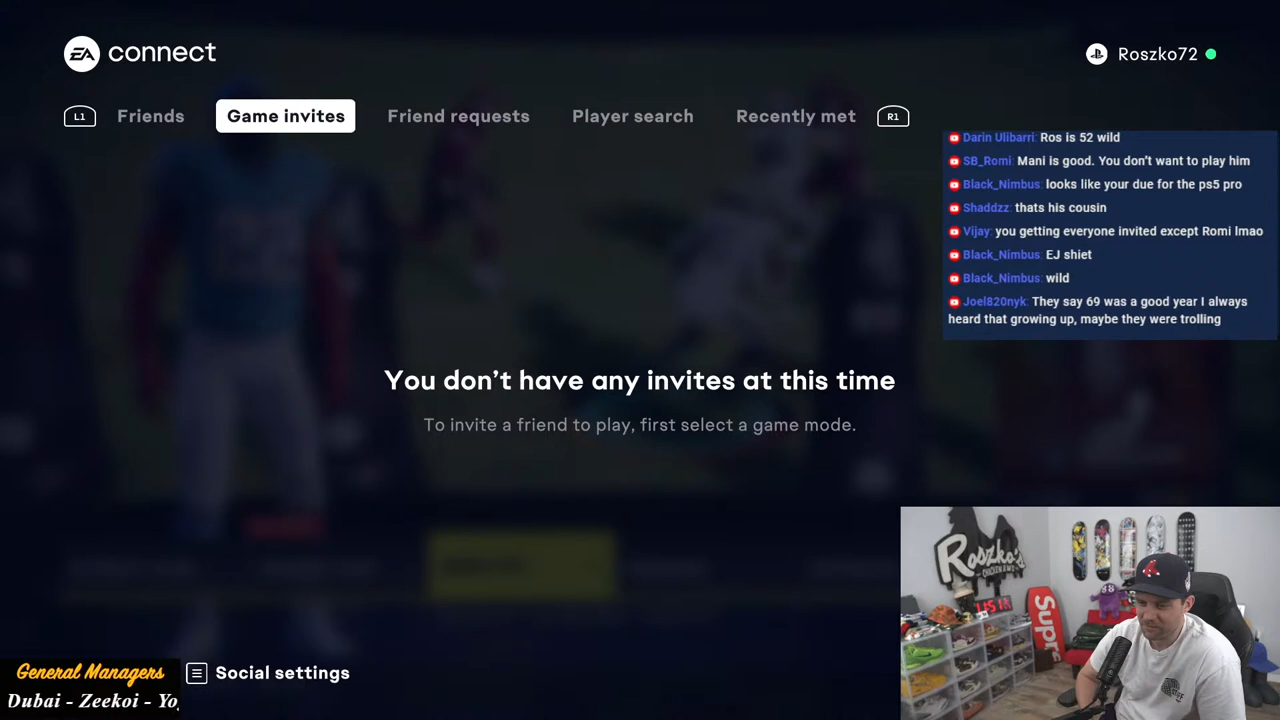 EA connect
Roszko72
L1 Friends Game invites Friend requests Player search Recently met R1
Darin Ulibarri: Ros is 52 wild
SB_Romi: Mani is good. You don't want to play him
Black_Nimbus: looks like your due for the ps5 pro
Shaddzz: thats his cousin
Vijay: you getting everyone invited except Romi lmao
Black_Nimbus: EJ shiet
Black_Nimbus: wild
Joel820nyk: They say 69 was a good year I always
heard that growing up, maybe they were trolling
You don't have any invites at this time
To invite a friend to play, first select a game mode.
Roszko's
Supre
General Managers
Social settings
Dubai - Zeekoi - Yo